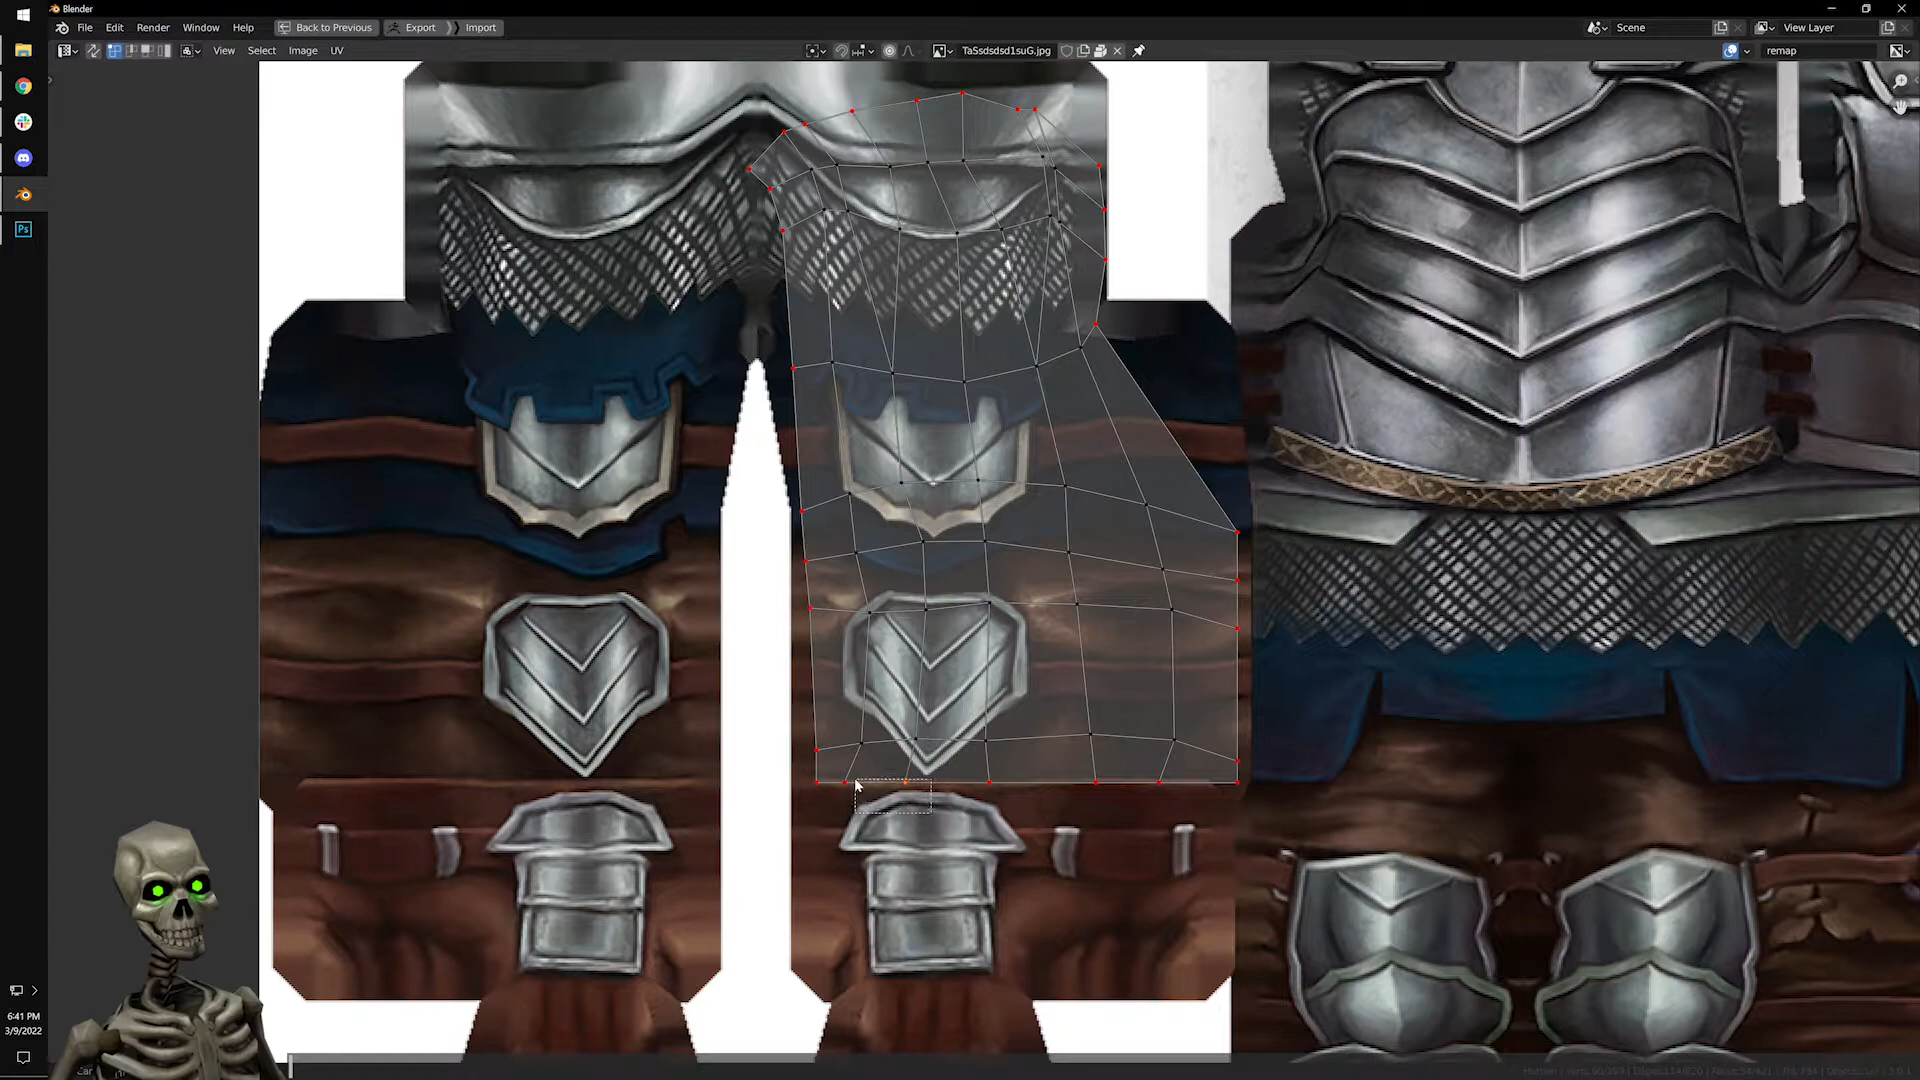 Blender
File Edit Render Window Help Back to Previous Export Import Scene View Layer
View Select Image UV TaSsdsdsd1suG.jpg remap
Ps
6:41 PM
3/9/2022